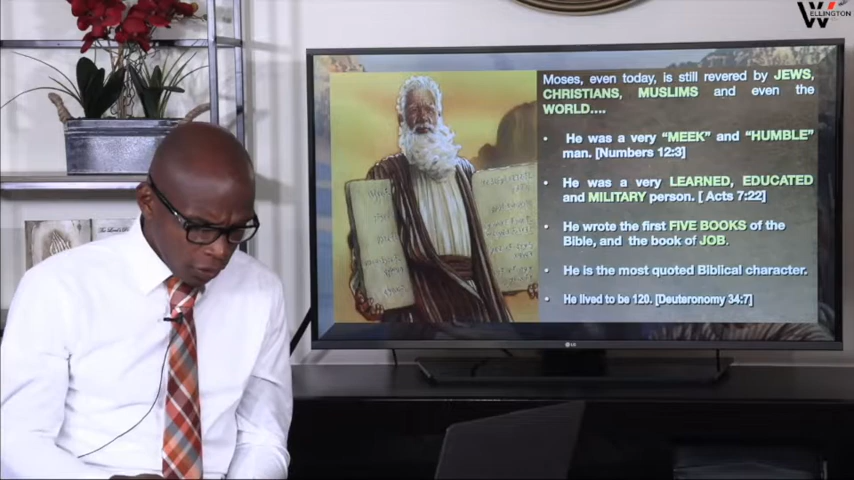 WELLINGTON
Moses, even today, is still revered by JEWS,
CHRISTIANS, MUSLIMS and even the
WORLD....
• He was a very "MEEK" and "HUMBLE"
man. [Numbers 12:3]
• He was a very LEARNED, EDUCATED
and MILITARY person. [ Acts 7:22]
• He wrote the first FIVE BOOKS of the
Bible, and the book of JOB.
• He is the most quoted Biblical character.
• He lived to be 120. [Deuteronomy 34:7]
LG